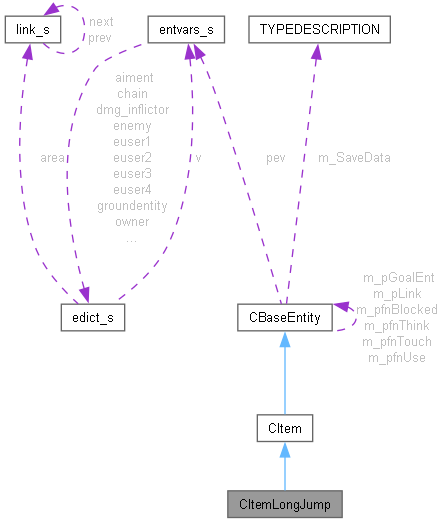 next
prev
link_s
entvars_s
TYPEDESCRIPTION
aiment
chain
dmg_inflictor
enemy
euser1
euser2
euser3
euser4
groundentity
owner
...
area
v
pev
m_SaveData
edict_s
CBaseEntity
m_pGoalEnt
m_pLink
m_pfnBlocked
m_pfnThink
m_pfnTouch
m_pfnUse
CItem
CItemLongJump